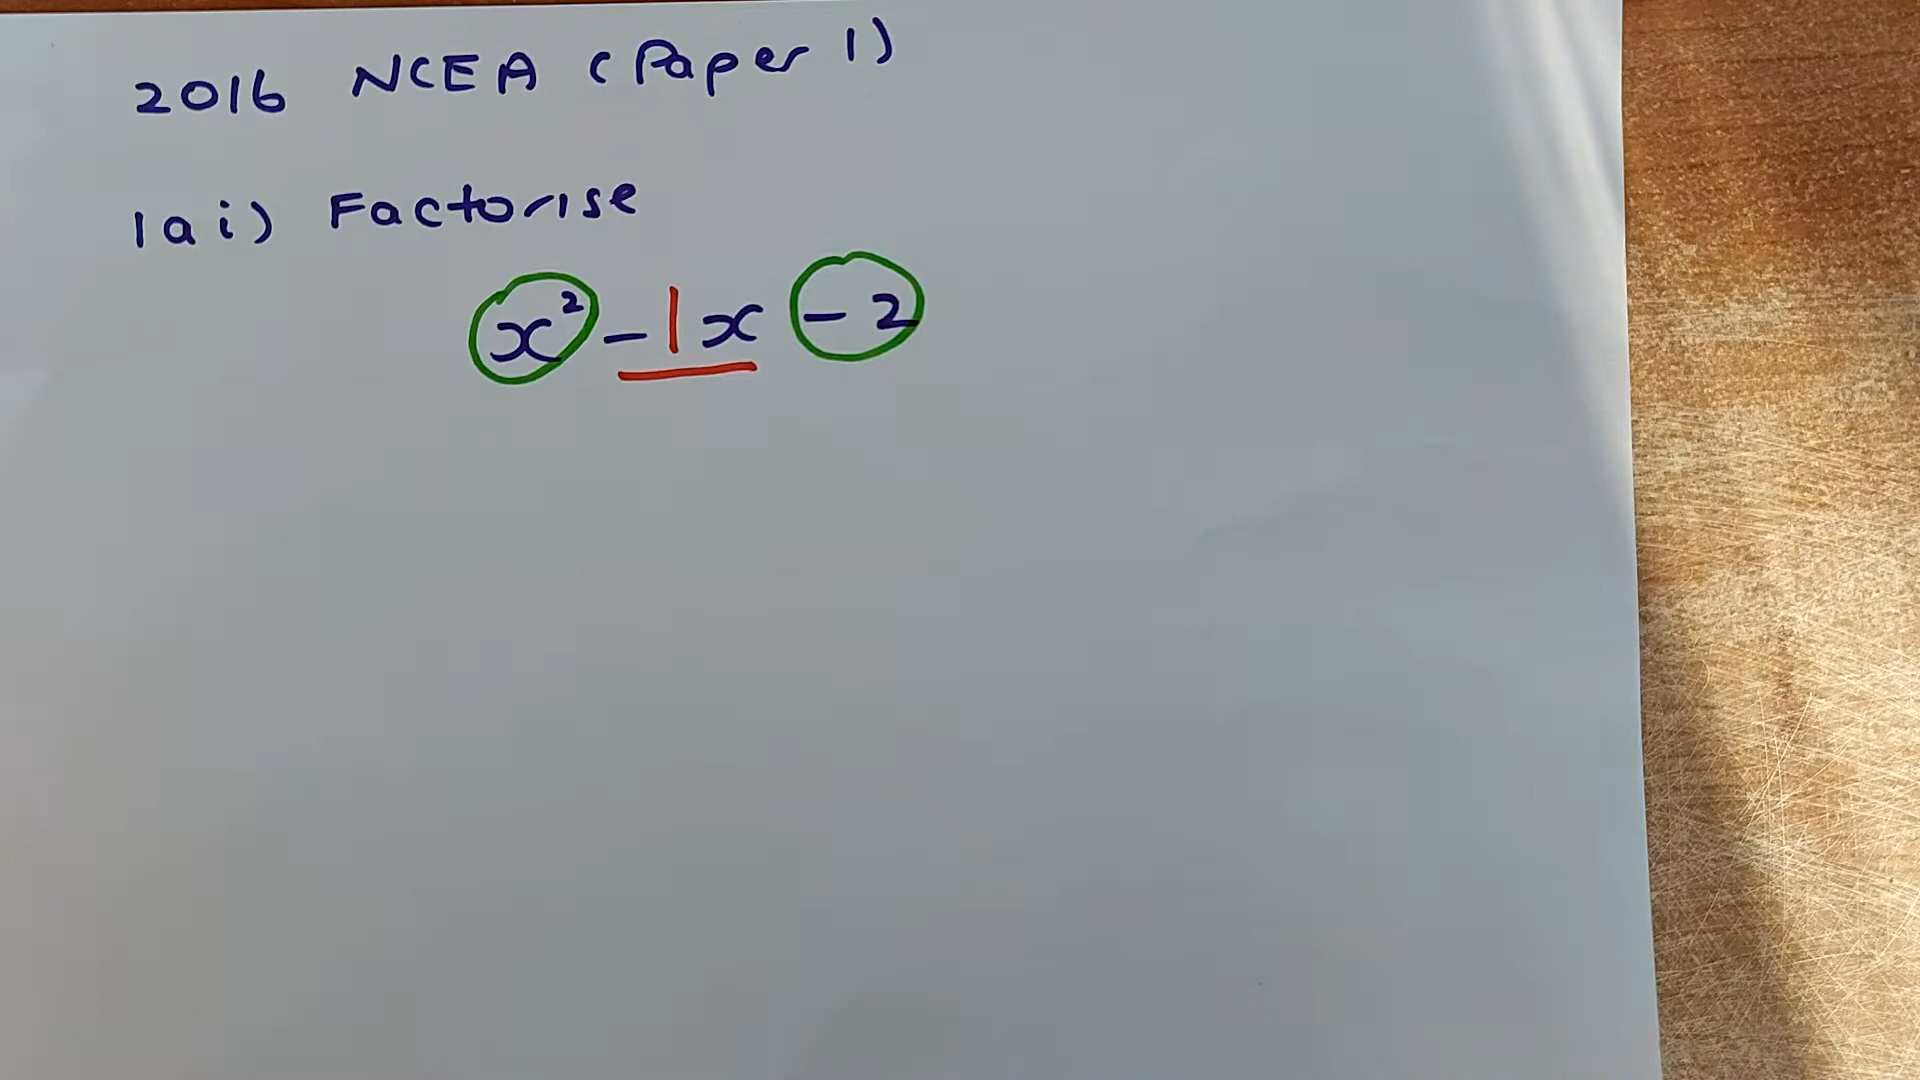 2016 NCEA (Paper 1)
1ai) Factorise
x² - 1x - 2